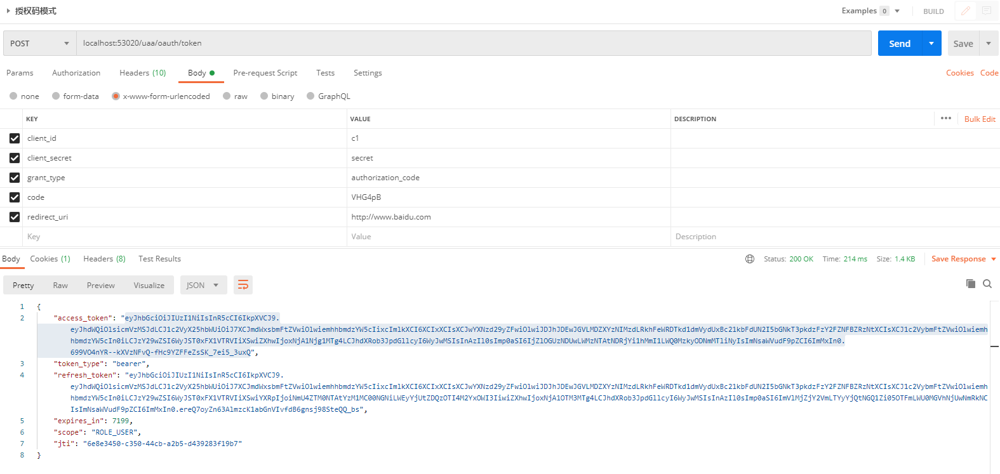 授权码模式
Examples 0
BUILD
POST
localhost:53020/uaa/oauth/token
Send
Save
Params Authorization Headers (10) Body Pre-request Script Tests Settings
Cookies Code
none form-data x-www-form-urlencoded raw binary GraphQL
KEY VALUE DESCRIPTION
••• Bulk Edit
client_id c1
client_secret secret
grant_type authorization_code
code VHG4pB
redirect_uri http://www.baidu.com
Key Value Description
Body Cookies (1) Headers (8) Test Results
Status: 200 OK Time: 214 ms Size: 1.4 KB Save Response
Pretty Raw Preview Visualize JSON
1 {
2 "access_token": "eyJhbGciOiJIUzI1NiIsInR5cCI6IkpXVCJ9.
699VO4nYR--kXVzNFvQ-fHc9YZFFeZsSK_7ei5_3uxQ",
3 "token_type": "bearer",
4 "refresh_token": "eyJhbGciOiJIUzI1NiIsInR5cCI6IkpXVCJ9.
IsImNsaWVudF9pZCI6ImMxIn0.ereQ7oyZn63AlmzcK1abGnVIvfdB6gnsj98SteQQ_bs",
5 "expires_in": 7199,
6 "scope": "ROLE_USER",
7 "jti": "6e8e3450-c350-44cb-a2b5-d439283f19b7"
8 }